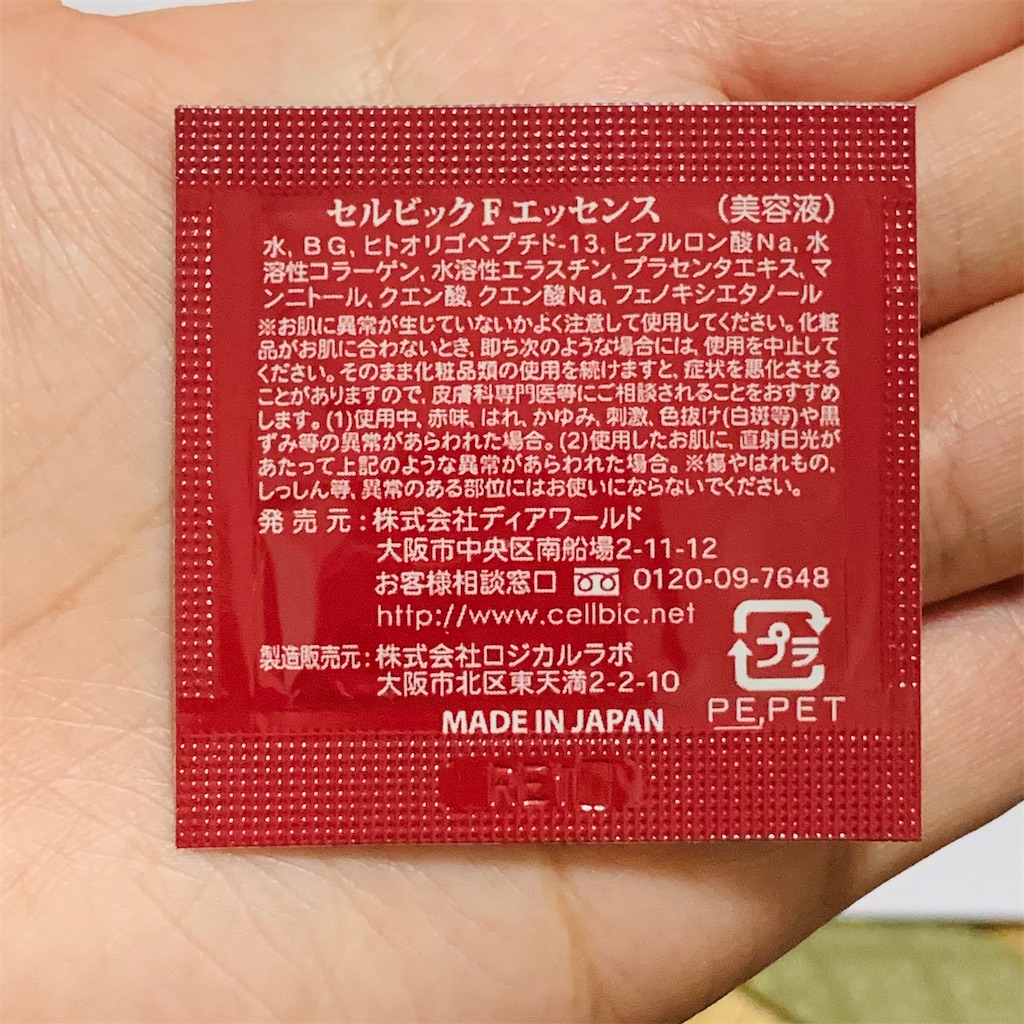 セルビックFエッセンス (美容液)
水, BG, ヒトオリゴペプチド-13, ヒアルロン酸Na, 水
溶性コラーゲン, 水溶性エラスチン, プラセンタエキス, マ
ンニトール, クエン酸, クエン酸Na, フェノキシエタノール
※お肌に異常が生じていないかよく注意して使用してください。化粧
品がお肌に合わないとき, 即ち次のような場合には, 使用を中止して
ください。そのまま化粧品類の使用を続けますと, 症状を悪化させる
ことがありますので, 皮膚科専門医等にご相談されることをおすすめ
します。(1)使用中, 赤味, はれ, かゆみ, 刺激, 色抜け(白斑等)や黒
ずみ等の異常があらわれた場合。(2)使用したお肌に, 直射日光が
あたって上記のような異常があらわれた場合。※傷やはれもの,
しっしん等, 異常のある部位にはお使いにならないでください。
発売元:株式会社ディアワールド
大阪市中央区南船場2-11-12
お客様相談窓口 0120-09-7648
http://www.cellbic.net
製造販売元:株式会社ロジカルラボ
大阪市北区東天満2-2-10
プラ
PE,PET
MADE IN JAPAN